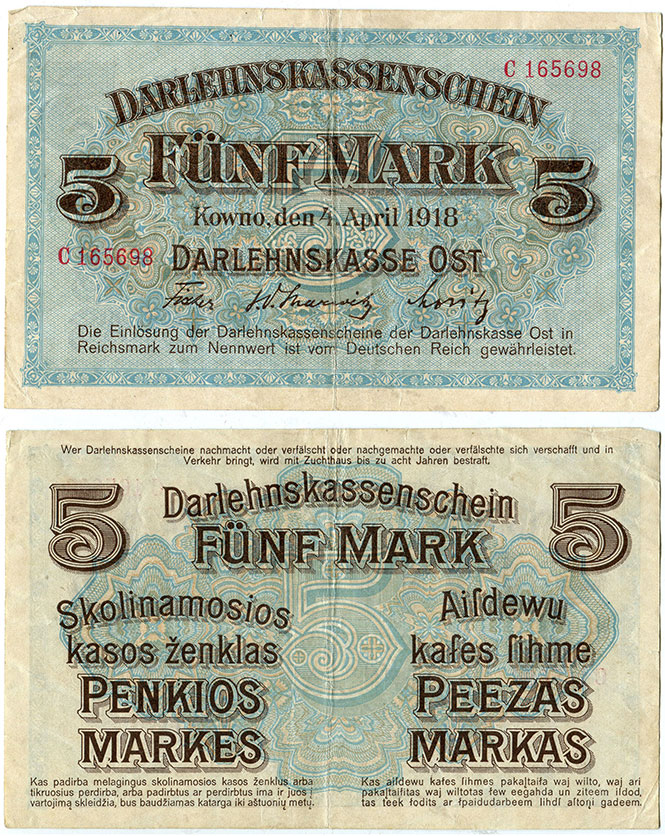 C 165698
DARLEHNSKASSENSCHEIN
FÜNF MARK
5 5
Kowno, den 4. April 1918
C 165698 DARLEHNSKASSE OST
Die Einlösung der Darlehnskassenscheine der Darlehnskasse Ost in
Reichsmark zum Nennwert ist vom Deutschen Reich gewährleistet.
Wer Darlehnskassenscheine nachmacht oder verfälscht oder nachgemachte oder verfälschte sich verschafft und in
Verkehr bringt, wird mit Zuchthaus bis zu acht Jahren bestraft.
5 Darlehnskassenschein 5
FÜNF MARK
5
Skolinamosios
kasos ženklas
PENKIOS
MARKES
Kas padirba melagingus skolinamosios kasos ženklus arba
tikruosius perdirba, arba padirbtus ar perdirbtus ima ir juos į
vartojimą skleidžia, bus baudžiamas katarga iki aštuonių metų.
Aiſdewu
kaſes ſihme
PEEZAS
MARKAS
Kas aiſdewu kaſes ſihmes pakaļtaiſa waj wilto, waj ari
pakaļtaiſitas waj wiltotas ſew eegahda un ziteem iſdod,
tas teek ſodits ar ſpaidudarbeem lihdſ aſtoņi gadeem.